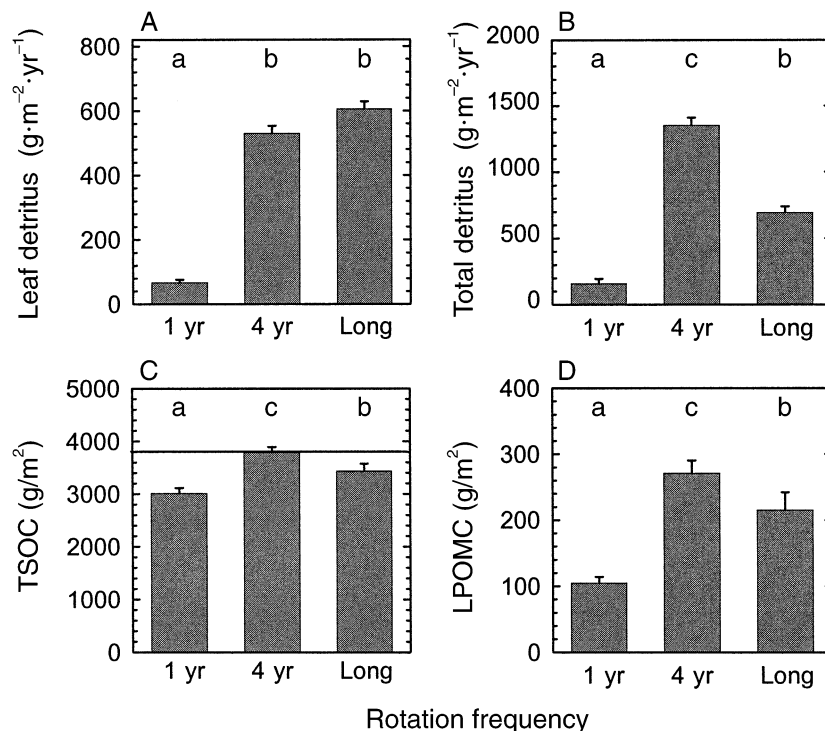 A
Leaf detritus (g·m⁻²·yr⁻¹)
800
600
400
200
0
a b b
1 yr 4 yr Long
B
Total detritus (g·m⁻²·yr⁻¹)
2000
1500
1000
500
0
a c b
1 yr 4 yr Long
C
TSOC (g/m²)
5000
4000
3000
2000
1000
0
a c b
1 yr 4 yr Long
D
LPOMC (g/m²)
400
300
200
100
0
a c b
1 yr 4 yr Long
Rotation frequency